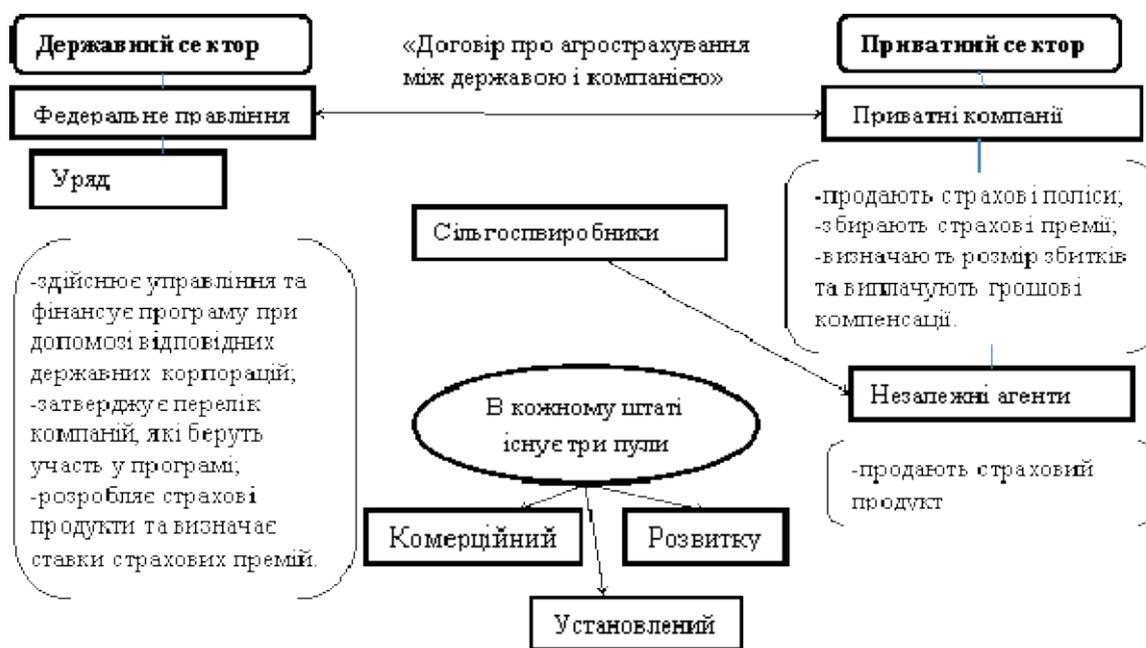 Державний сектор
«Договір про агрострахування
між державою і компанією»
Приватний сектор
Федеральне правління
Приватні компанії
Уряд
-продають страхові поліси;
-збирають страхові премії;
-визначають розмір збитків
та виплачують грошові
компенсації.
Сільгоспвиробники
-здійснює управління та
фінансує програму при
допомозі відповідних
державних корпорацій;
-затверджує перелік
компаній, які беруть
участь у програмі;
-розробляє страхові
продукти та визначає
ставки страхових премій.
Незалежні агенти
-продають страховий
продукт
В кожному штаті
існує три пули
Комерційний
Розвитку
Установлений